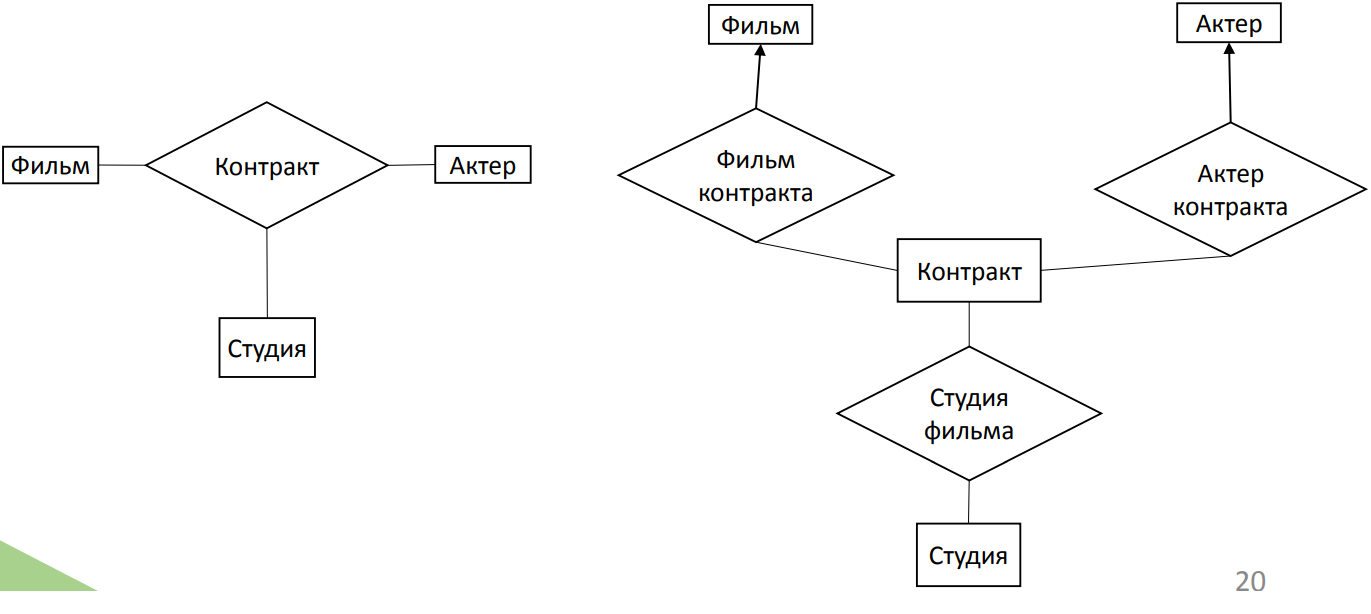 Фильм
Контракт
Актер
Студия
Фильм
Актер
Фильм
контракта
Актер
контракта
Контракт
Студия
фильма
Студия
20